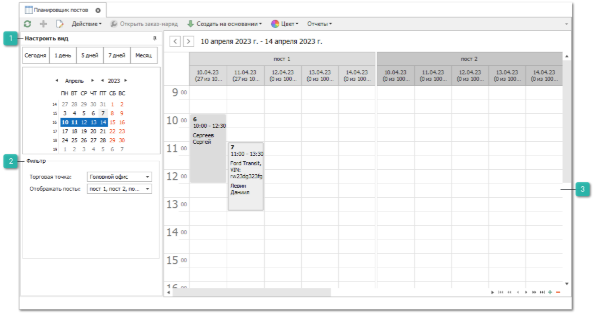 Планировщик постов
Действие Открыть заказ-наряд Создать на основании Цвет Отчеты
1 Настроить вид
Сегодня 1 день 5 дней 7 дней Месяц
10 апреля 2023 г. - 14 апреля 2023 г.
Апрель 2023
ПН ВТ СР ЧТ ПТ СБ ВС
14 27 28 29 30 31 1 2
15 3 4 5 6 7 8 9
16 10 11 12 13 14 15 16
17 17 18 19 20 21 22 23
18 24 25 26 27 28 29 30
19 1 2 3 4 5 6 7
2 Фильтр
Торговая точка: Головной офис
Отображать посты: пост 1, пост 2, по...
пост 1 пост 2
10.04.23 11.04.23 12.04.23 13.04.23 14.04.23 10.04.23 11.04.23 12.04.23 13.04.23 14.04.23
(27 из 10... (27 из 10... (0 из 100... (0 из 100... (0 из 100... (0 из 100... (0 из 100... (0 из 100... (0 из 100... (0 из 100...
9 00
10 00
11 00
12 00
13 00
14 00
15 00
16 00
6
10:00 - 12:30
Сергеев
Сергей
7
11:00 - 13:30
Ford Transit,
VIN:
rw23dg323fg
Левин
Даниил
3